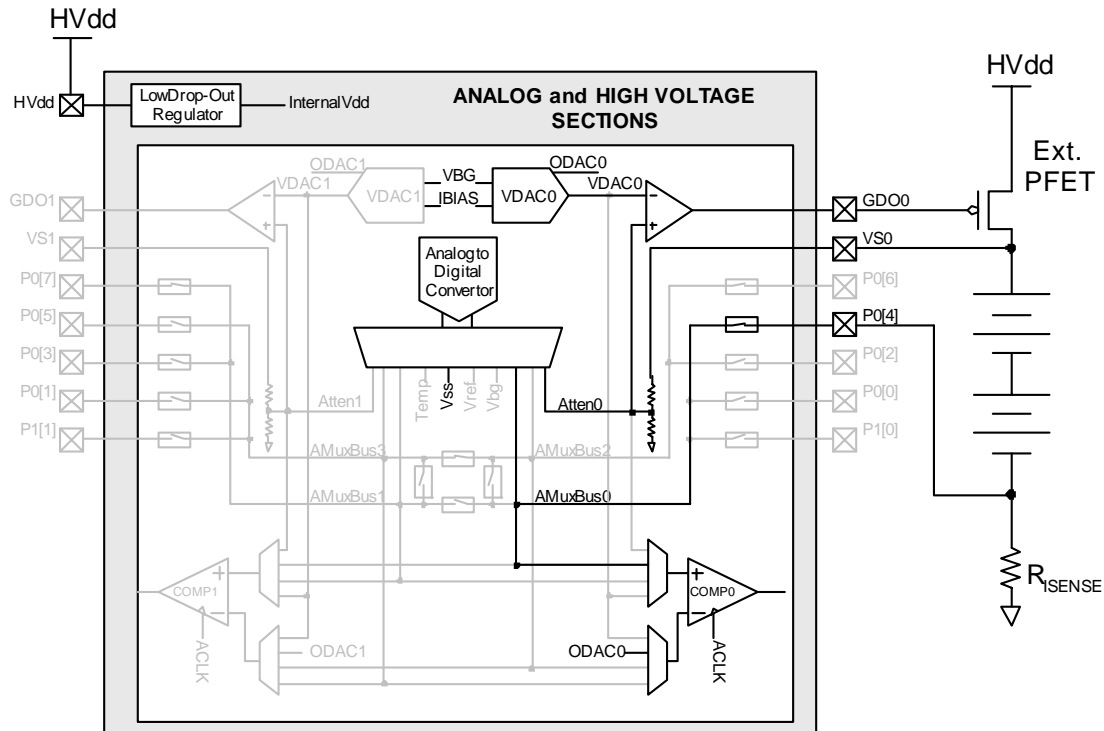 HVdd
HVdd
LowDrop-Out
Regulator
InternalVdd
ANALOG and HIGH VOLTAGE
SECTIONS
HVdd
Ext.
PFET
ODAC1
VDAC1
VDAC1
VBG
IBIAS
VDAC0
ODAC0
VDAC0
GDO1
GDO0
VS1
VS0
Analog to
Digital
Convertor
P0[7]
P0[6]
P0[5]
P0[4]
P0[3]
P0[2]
P0[1]
P0[0]
P1[1]
P1[0]
Atten1
Temp
Vss
Vref
Vbg
Atten0
AMuxBus3
AMuxBus2
AMuxBus1
AMuxBus0
COMP1
COMP0
ACLK
ACLK
ODAC1
ODAC0
RISENSE